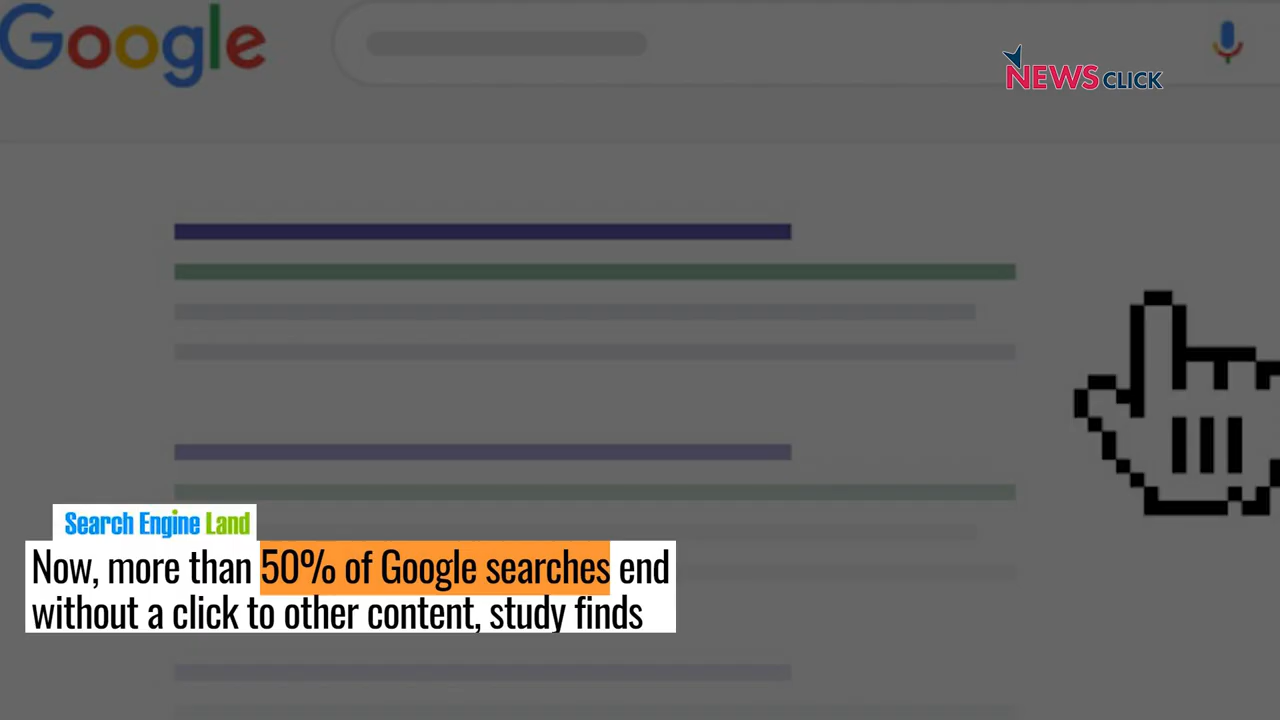 Google
NEWSCLICK
Search Engine Land
Now, more than 50% of Google searches end
without a click to other content, study finds